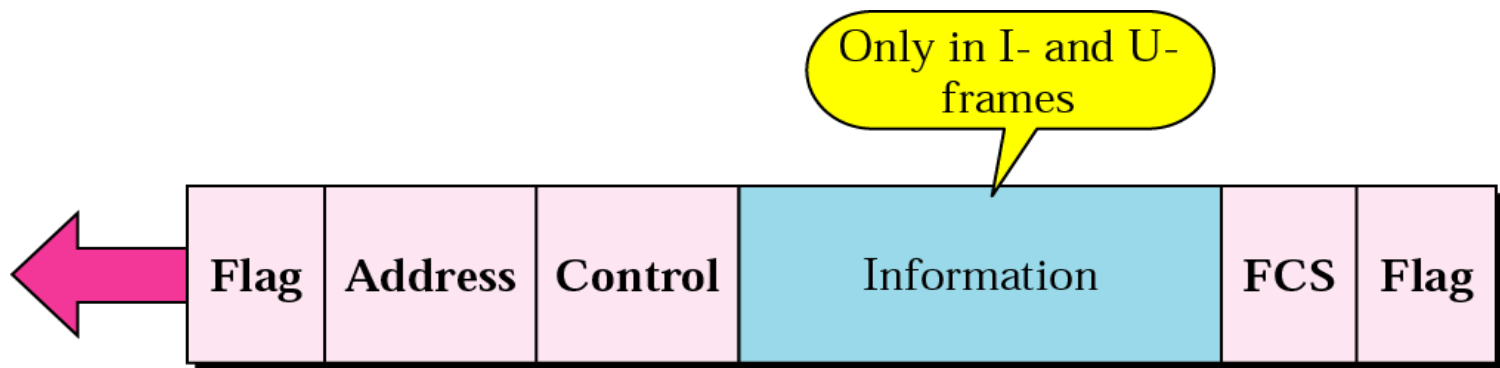 Only in I- and U-
frames
Flag Address Control Information FCS Flag